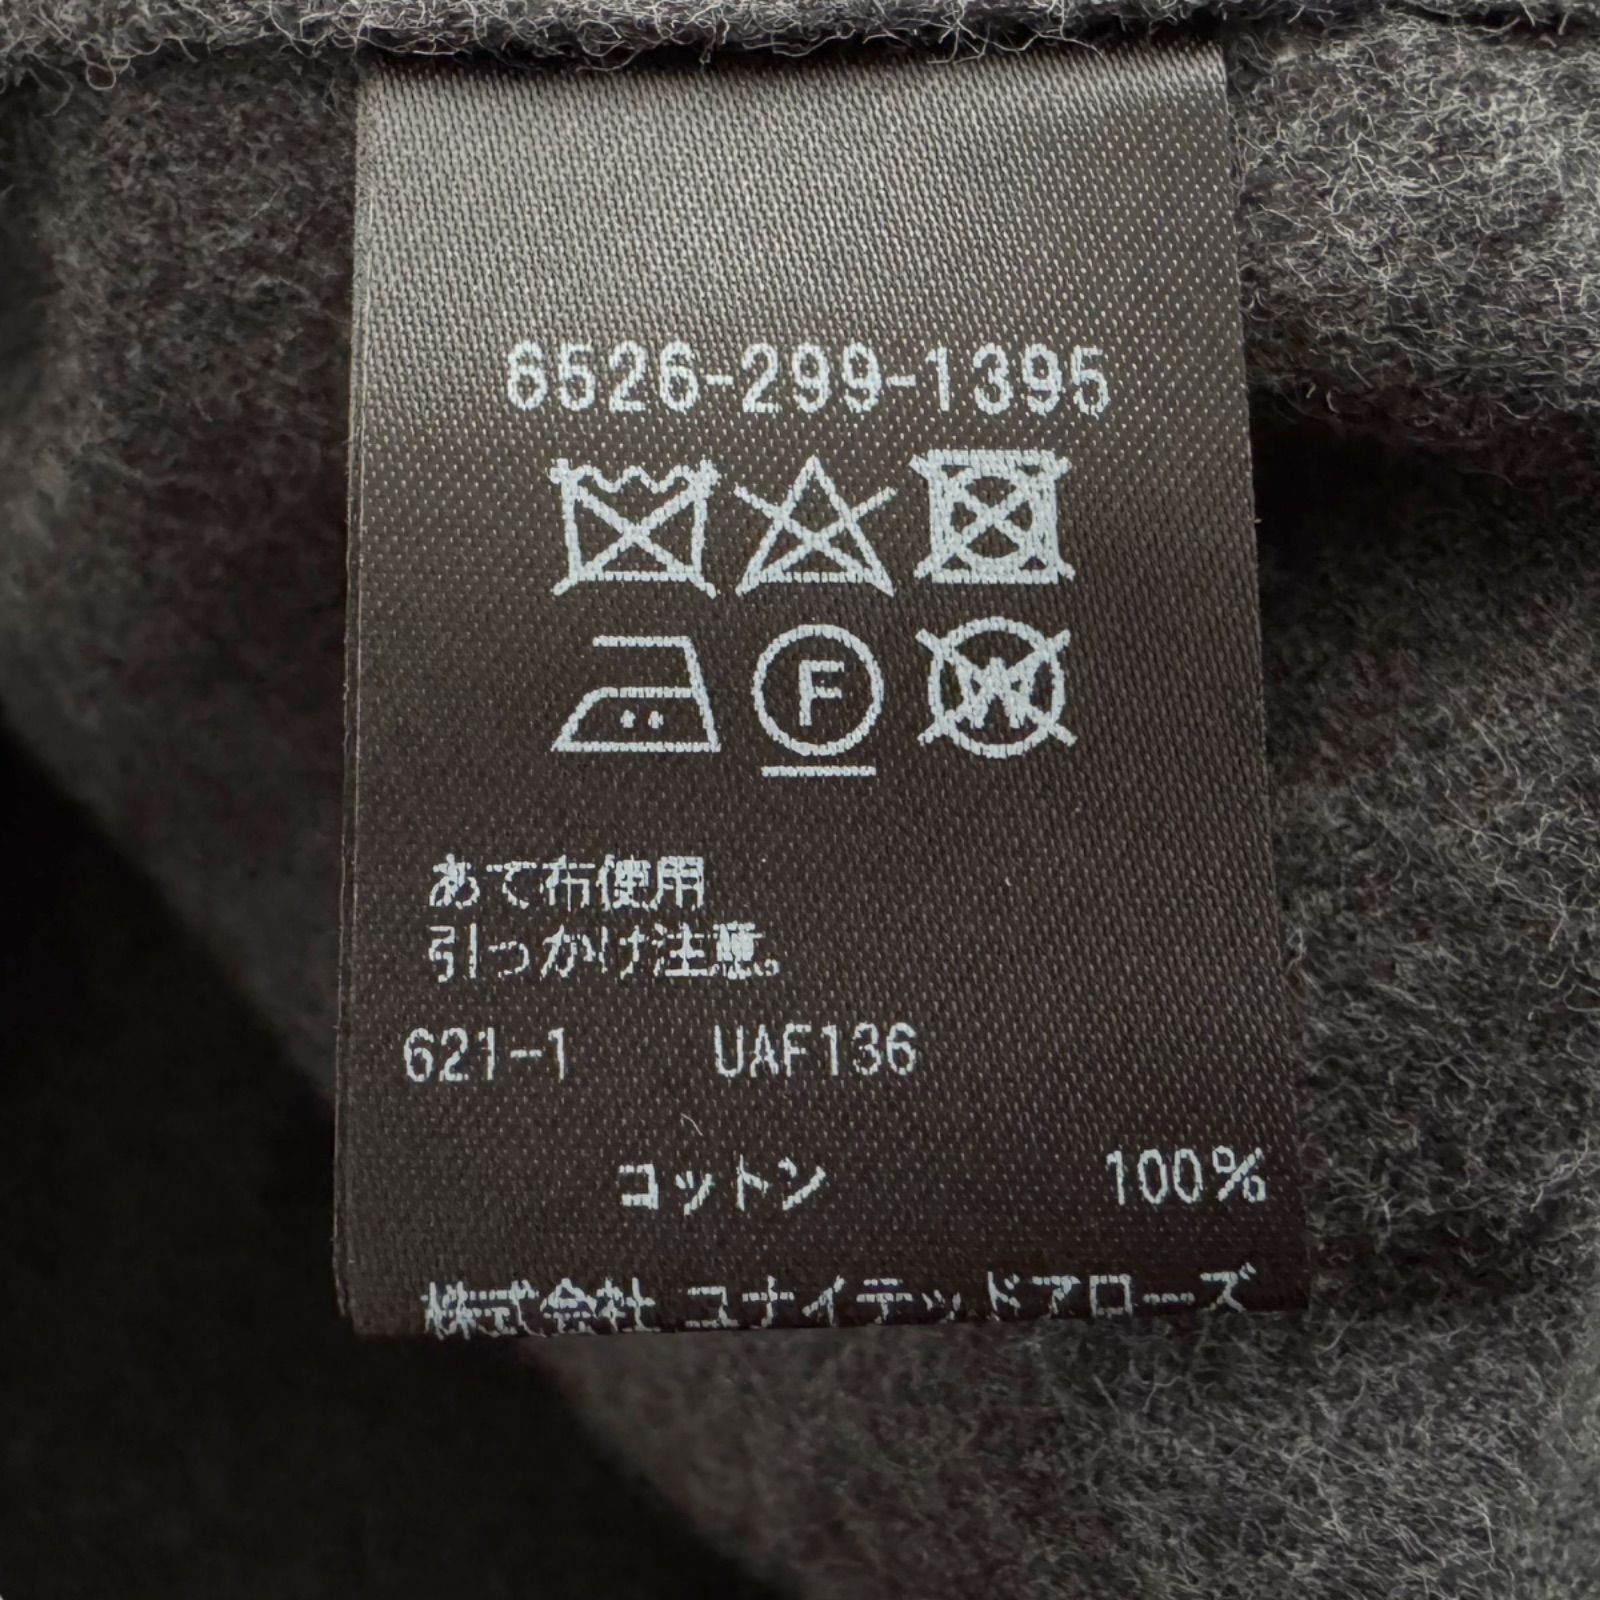 6526-299-1395
F
W
あて布使用
引っかけ注意。
621-1 UAF136
コットン 100%
株式会社 ユナイテッドアローズ